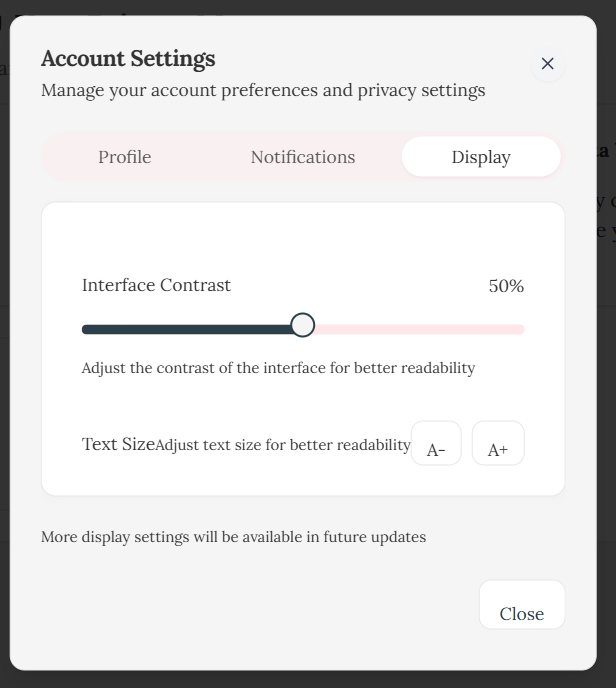 Account Settings
Manage your account preferences and privacy settings
Profile Notifications Display
Interface Contrast 50%
Adjust the contrast of the interface for better readability
Text SizeAdjust text size for better readability A- A+
More display settings will be available in future updates
Close